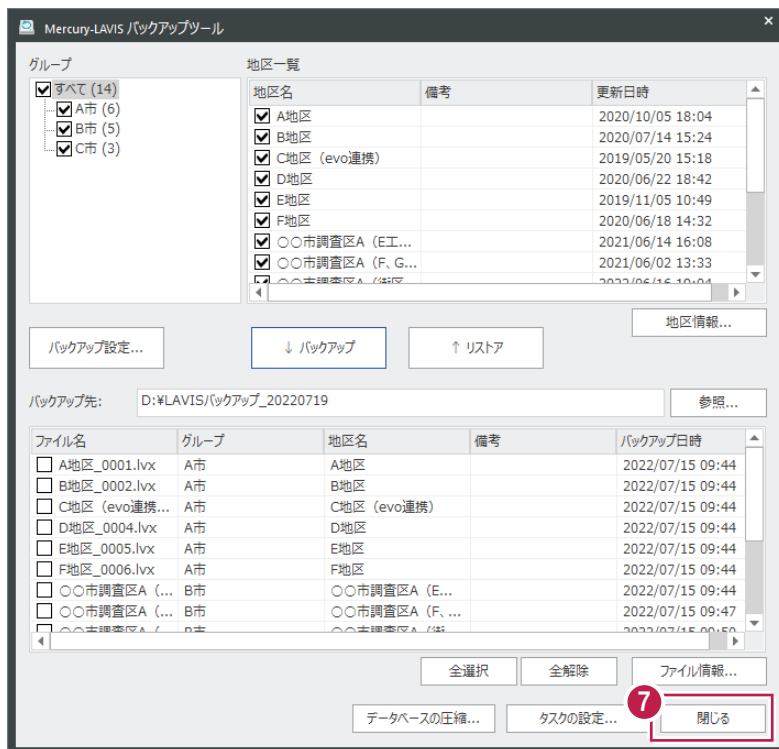 Mercury-LAVIS バックアップツール ×
グループ 地区一覧
すべて (14)
A市 (6)
B市 (5)
C市 (3)
地区名 備考 更新日時
A地区 2020/10/05 18:04
B地区 2020/07/14 15:24
C地区（evo連携） 2019/05/20 15:18
D地区 2020/06/22 18:42
E地区 2019/11/05 10:49
F地区 2020/06/18 14:32
○○市調査区A（E工... 2021/06/14 16:08
○○市調査区A（F、G... 2021/06/02 13:33
地区情報...
バックアップ設定... ↓ バックアップ ↑ リストア
バックアップ先: D:¥LAVISバックアップ_20220719 参照...
ファイル名 グループ 地区名 備考 バックアップ日時
A地区_0001.lvx A市 A地区 2022/07/15 09:44
B地区_0002.lvx A市 B地区 2022/07/15 09:44
C地区（evo連携... A市 C地区（evo連携） 2022/07/15 09:44
D地区_0004.lvx A市 D地区 2022/07/15 09:44
E地区_0005.lvx A市 E地区 2022/07/15 09:44
F地区_0006.lvx A市 F地区 2022/07/15 09:44
○○市調査区A（... B市 ○○市調査区A（E... 2022/07/15 09:44
○○市調査区A（... B市 ○○市調査区A（F、... 2022/07/15 09:47
全選択 全解除 ファイル情報...
7
データベースの圧縮... タスクの設定... 閉じる